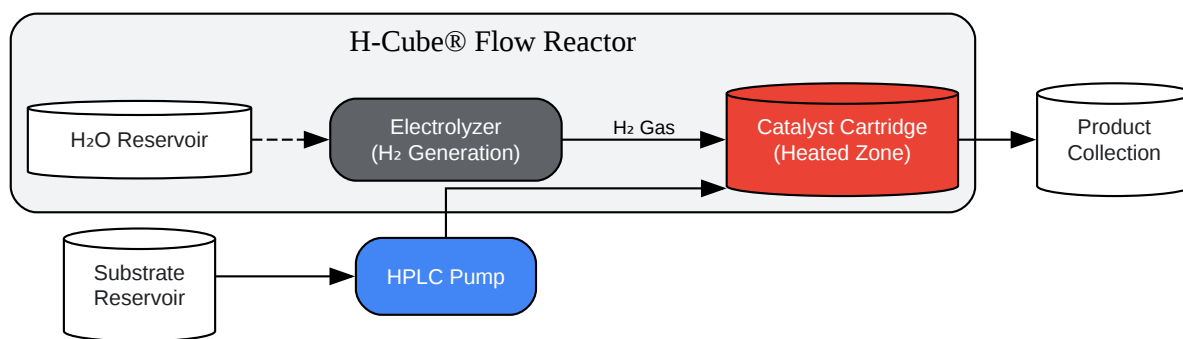 H-Cube® Flow Reactor
H₂O Reservoir
Electrolyzer
(H₂ Generation)
H₂ Gas
Catalyst Cartridge
(Heated Zone)
Product
Collection
Substrate
Reservoir
HPLC Pump